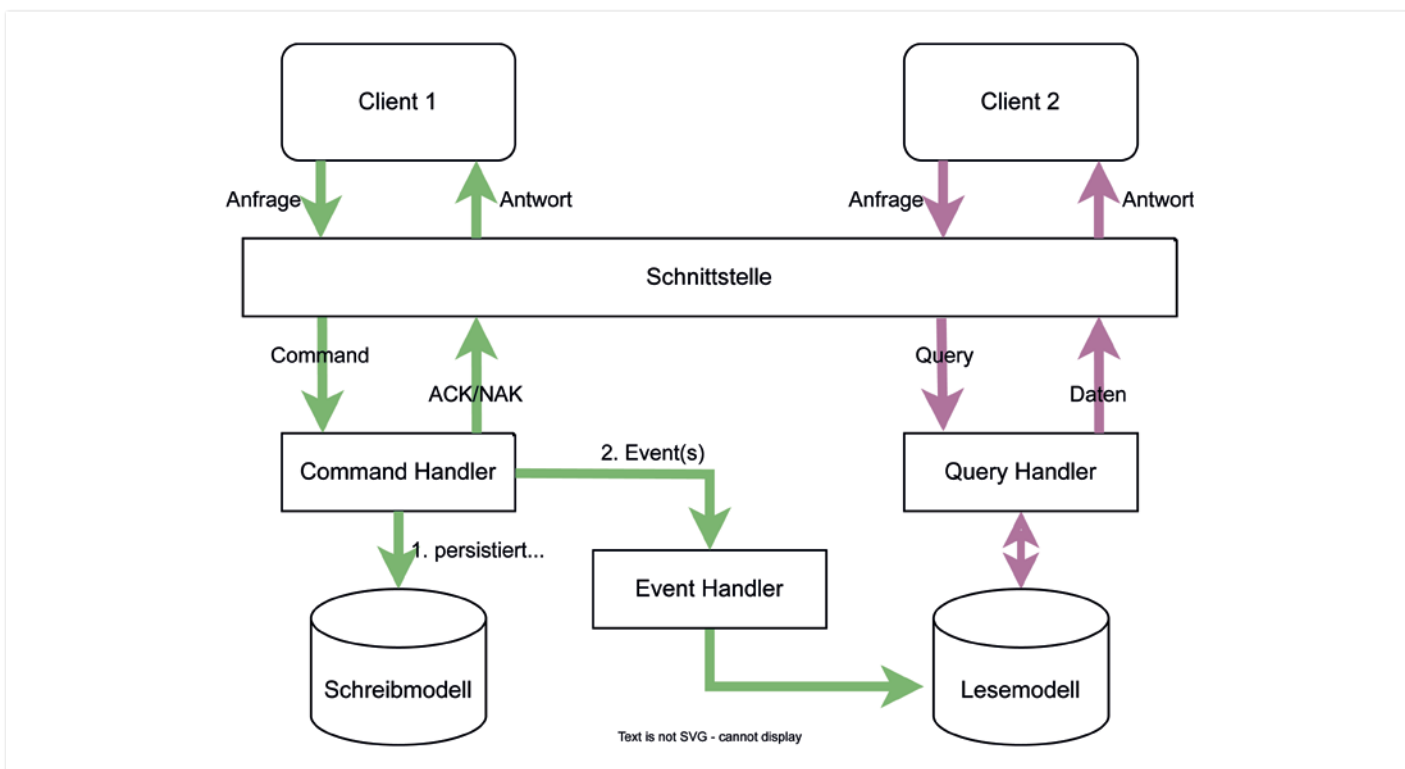 Client 1
Client 2
Anfrage
Antwort
Anfrage
Antwort
Schnittstelle
Command
Query
ACK/NAK
Daten
2. Event(s)
Command Handler
Query Handler
1. persistiert...
Event Handler
Schreibmodell
Lesemodell
Text is not SVG - cannot display